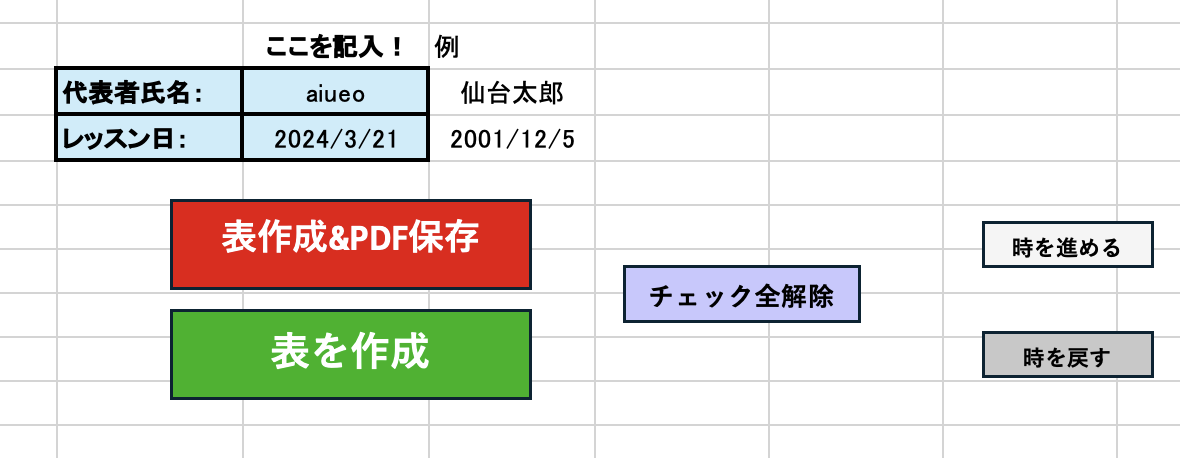 ここを記入！ 例
代表者氏名： aiueo 仙台太郎
レッスン日： 2024/3/21 2001/12/5
表作成&PDF保存
時を進める
チェック全解除
表を作成
時を戻す